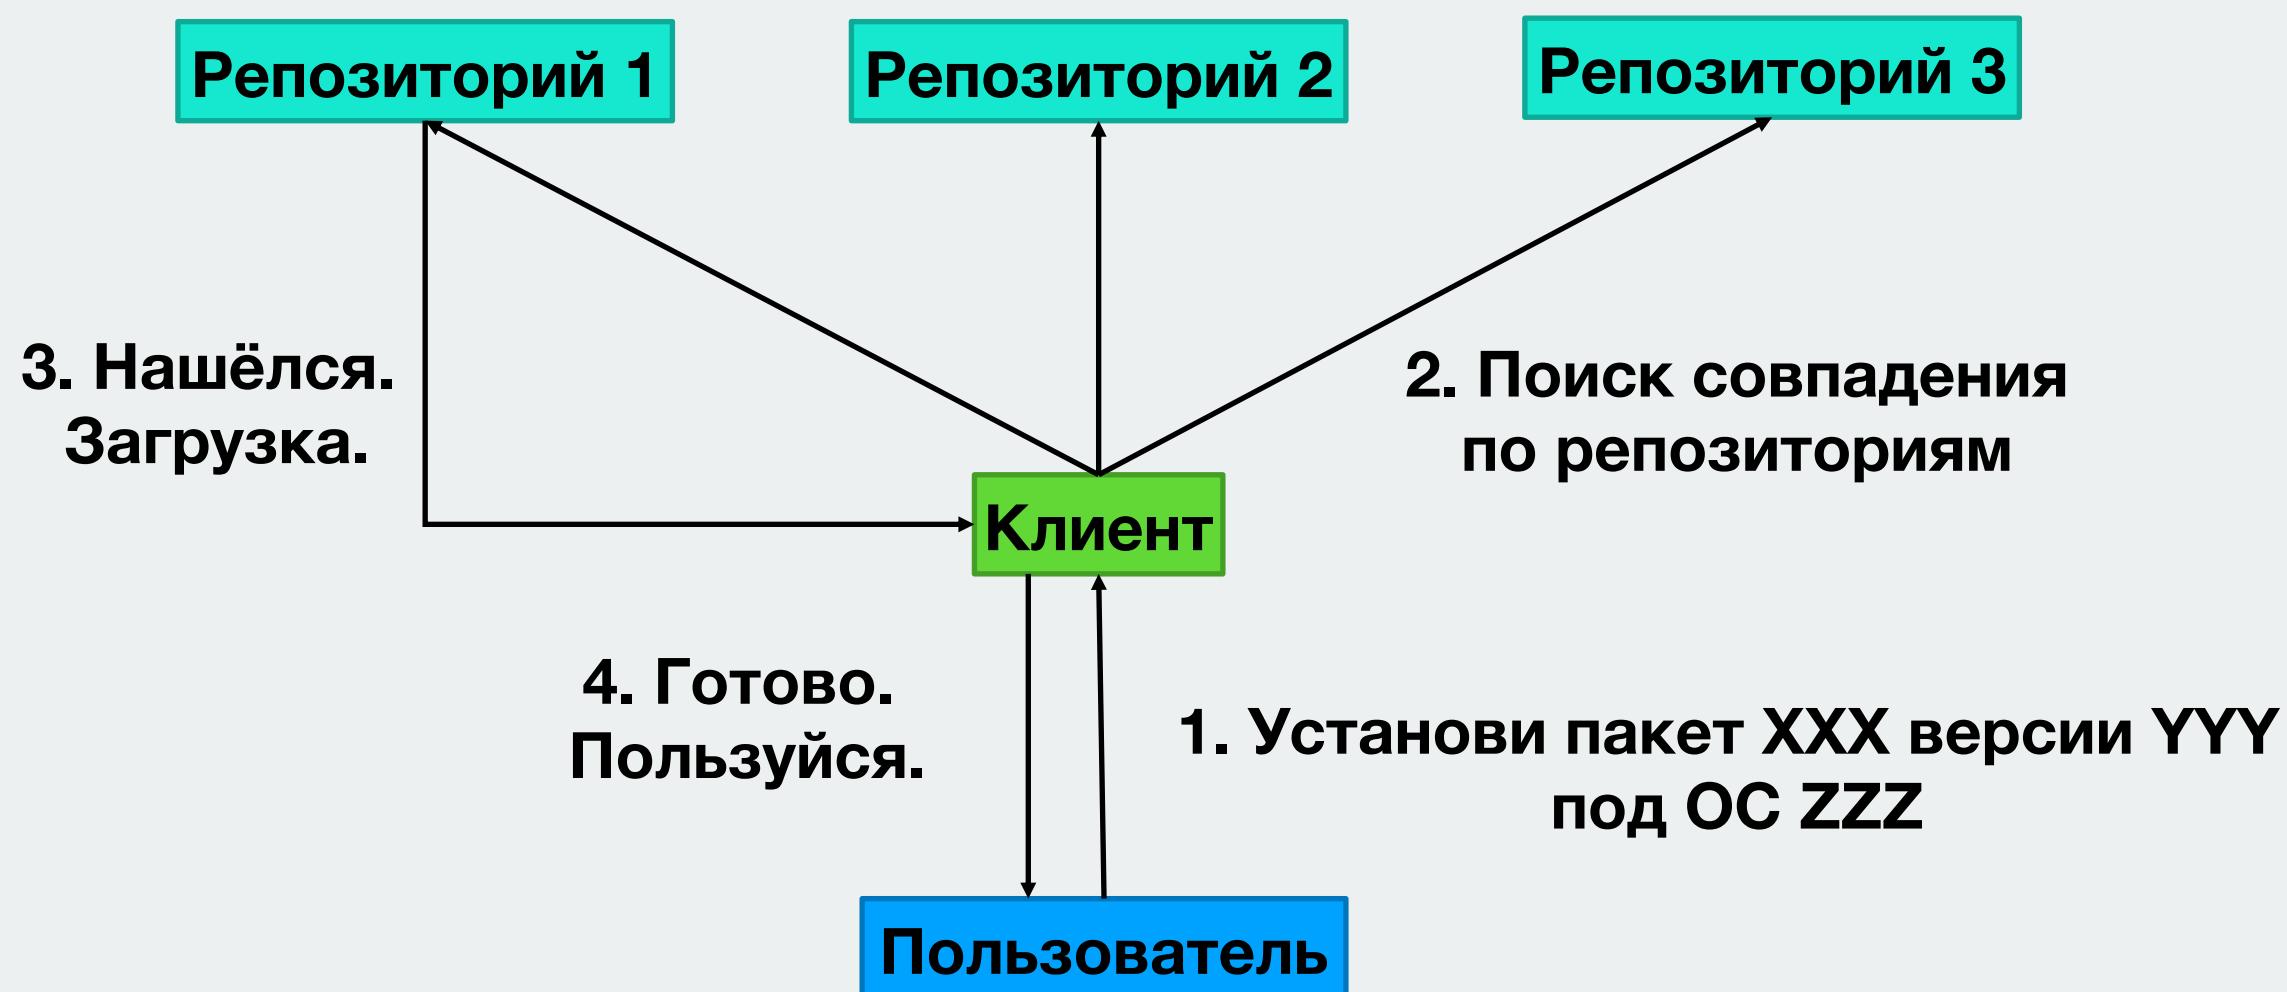 Репозиторий 1
Репозиторий 2
Репозиторий 3
3. Нашёлся.
Загрузка.
2. Поиск совпадения
по репозиториям
Клиент
4. Готово.
Пользуйся.
1. Установи пакет XXX версии YYY
под ОС ZZZ
Пользователь